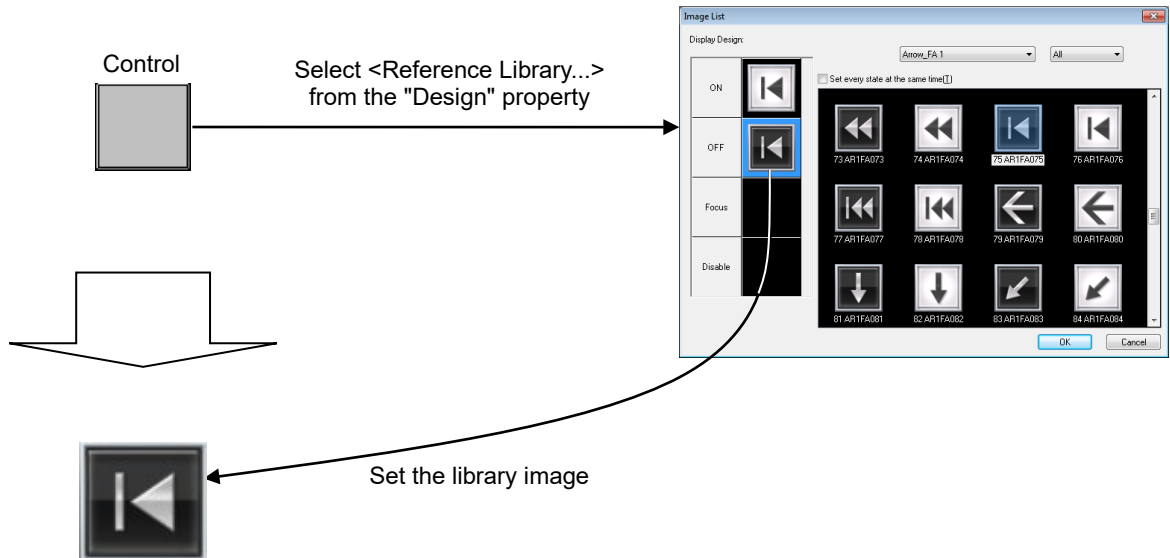 Image List
Display Design:
Arrow_FA 1
All
Control
Select <Reference Library...>
from the "Design" property
Set every state at the same time(T)
ON
OFF
Focus
Disable
73 AR1FA073
74 AR1FA074
75 AR1FA075
76 AR1FA076
77 AR1FA077
78 AR1FA078
79 AR1FA079
80 AR1FA080
81 AR1FA081
82 AR1FA082
83 AR1FA083
84 AR1FA084
OK
Cancel
Set the library image